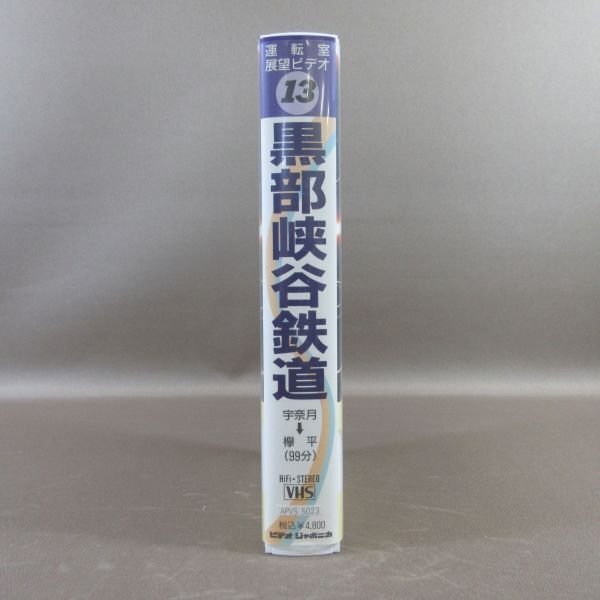 運転室
展望ビデオ
13
黒部峡谷鉄道
宇奈月
↓
欅平
(99分)
HiFi・STEREO
VHS
APVS 5023
税込¥4,800
ビデオジャポニカ